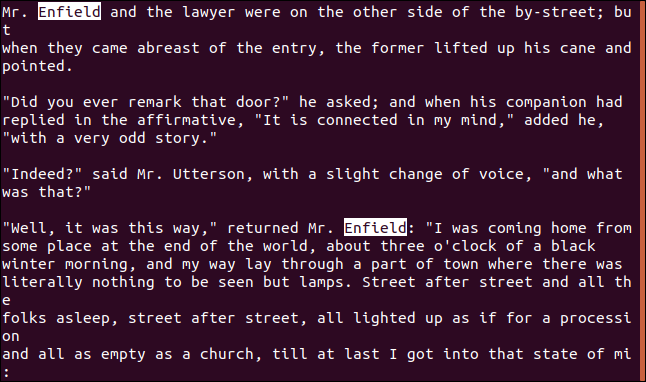 Mr. Enfield and the lawyer were on the other side of the by-street; bu
t
when they came abreast of the entry, the former lifted up his cane and
pointed.
"Did you ever remark that door?" he asked; and when his companion had
replied in the affirmative, "It is connected in my mind," added he,
"with a very odd story."
"Indeed?" said Mr. Utterson, with a slight change of voice, "and what
was that?"
"Well, it was this way," returned Mr. Enfield: "I was coming home from
some place at the end of the world, about three o'clock of a black
winter morning, and my way lay through a part of town where there was
literally nothing to be seen but lamps. Street after street and all th
e
folks asleep, street after street, all lighted up as if for a processi
on
and all as empty as a church, till at last I got into that state of mi
: